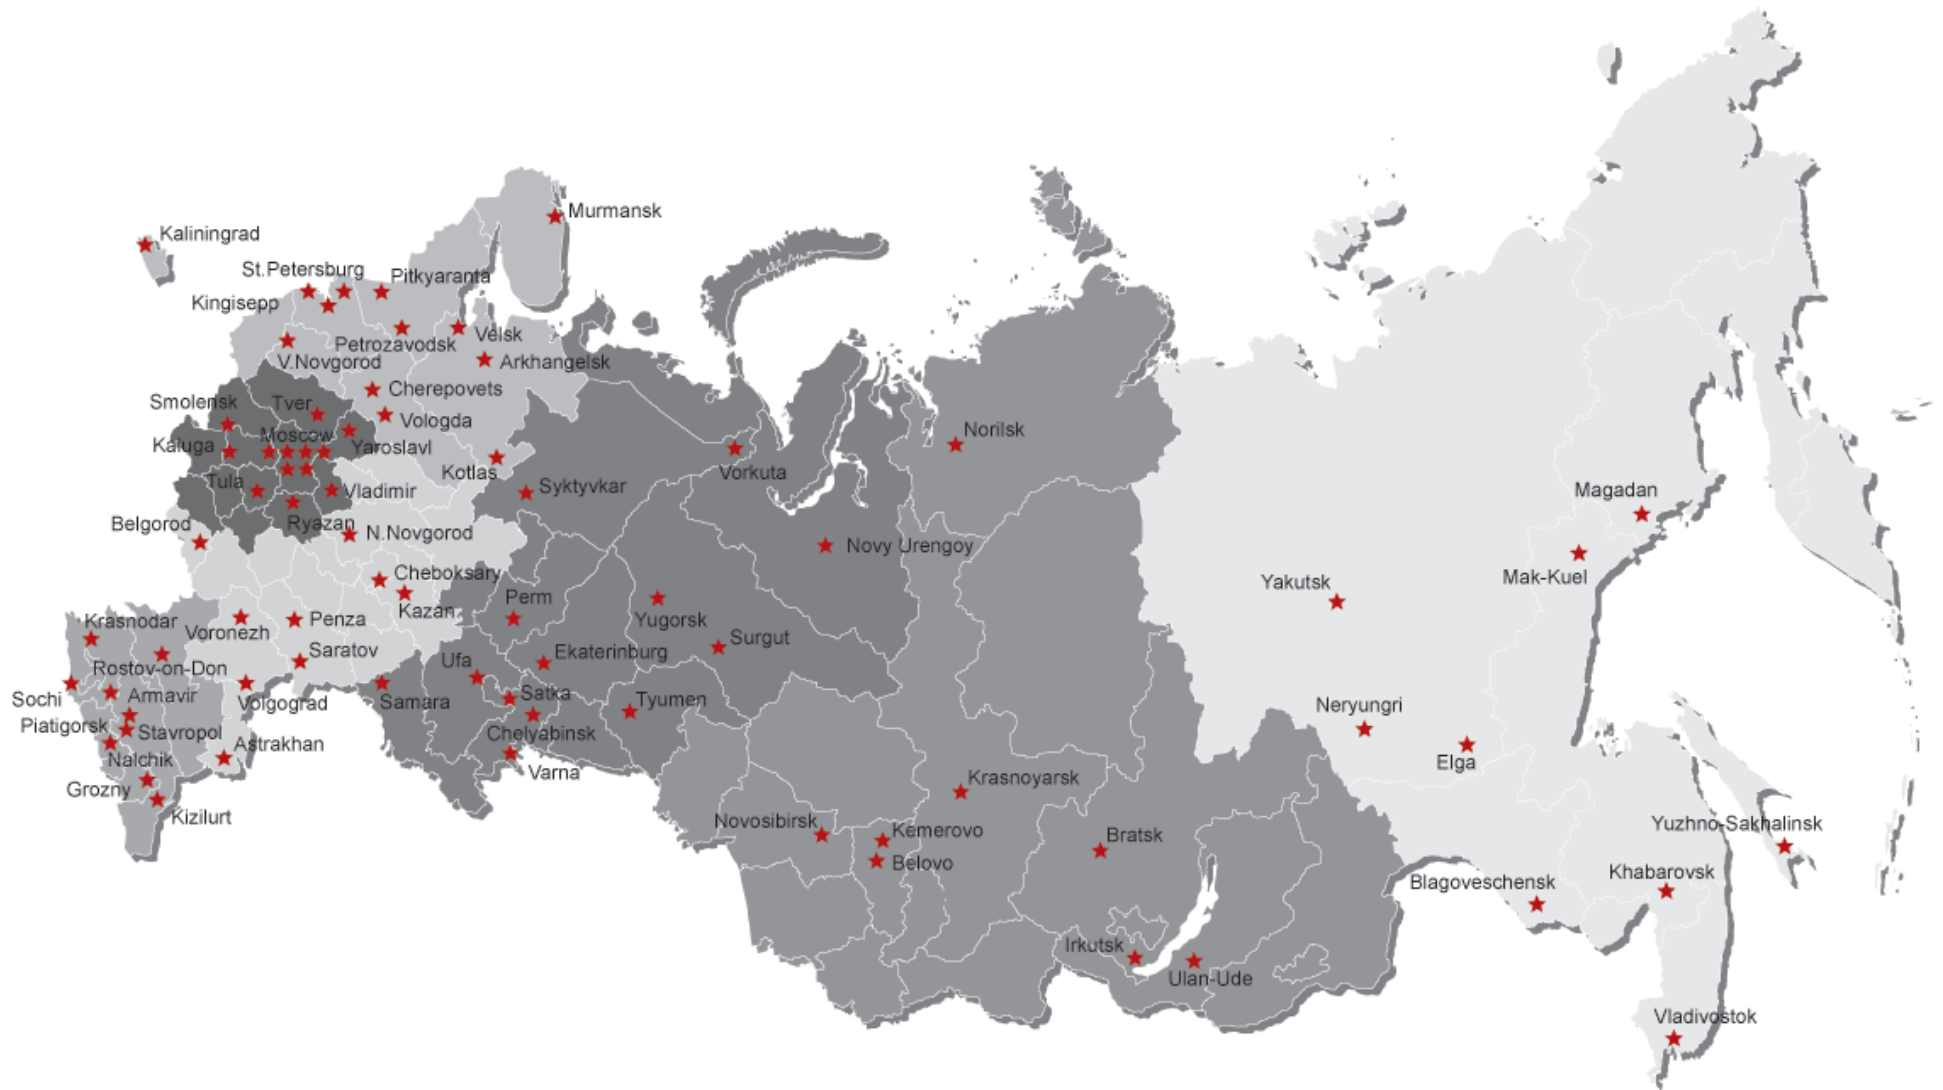 Murmansk
Kaliningrad
St.Petersburg
Pitkyaranta
Kingisepp
Velsk
Petrozavodsk
V.Novgorod
Arkhangelsk
Cherepovets
Smolensk
Tver
Vologda
Norilsk
Moscow
Kaluga
Yaroslavl
Kotlas
Vorkuta
Tula
Vladimir
Syktyvkar
Magadan
Belgorod
Ryazan
N.Novgorod
Novy Urengoy
Cheboksary
Mak-Kuel
Yakutsk
Perm
Kazan
Krasnodar
Voronezh
Penza
Yugorsk
Surgut
Saratov
Ekaterinburg
Rostov-on-Don
Ufa
Sochi
Armavir
Volgograd
Samara
Satka
Tyumen
Neryungri
Piatigorsk
Stavropol
Chelyabinsk
Astrakhan
Nalchik
Elga
Varna
Krasnoyarsk
Grozny
Kizilurt
Novosibirsk
Kemerovo
Yuzhno-Sakhalinsk
Bratsk
Belovo
Khabarovsk
Blagoveschensk
Irkutsk
Ulan-Ude
Vladivostok